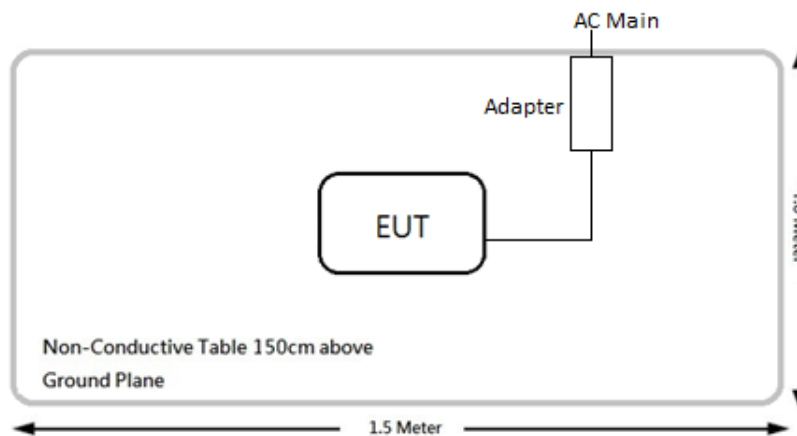 AC Main
Adapter
EUT
Non-Conductive Table 150cm above
Ground Plane
1.5 Meter